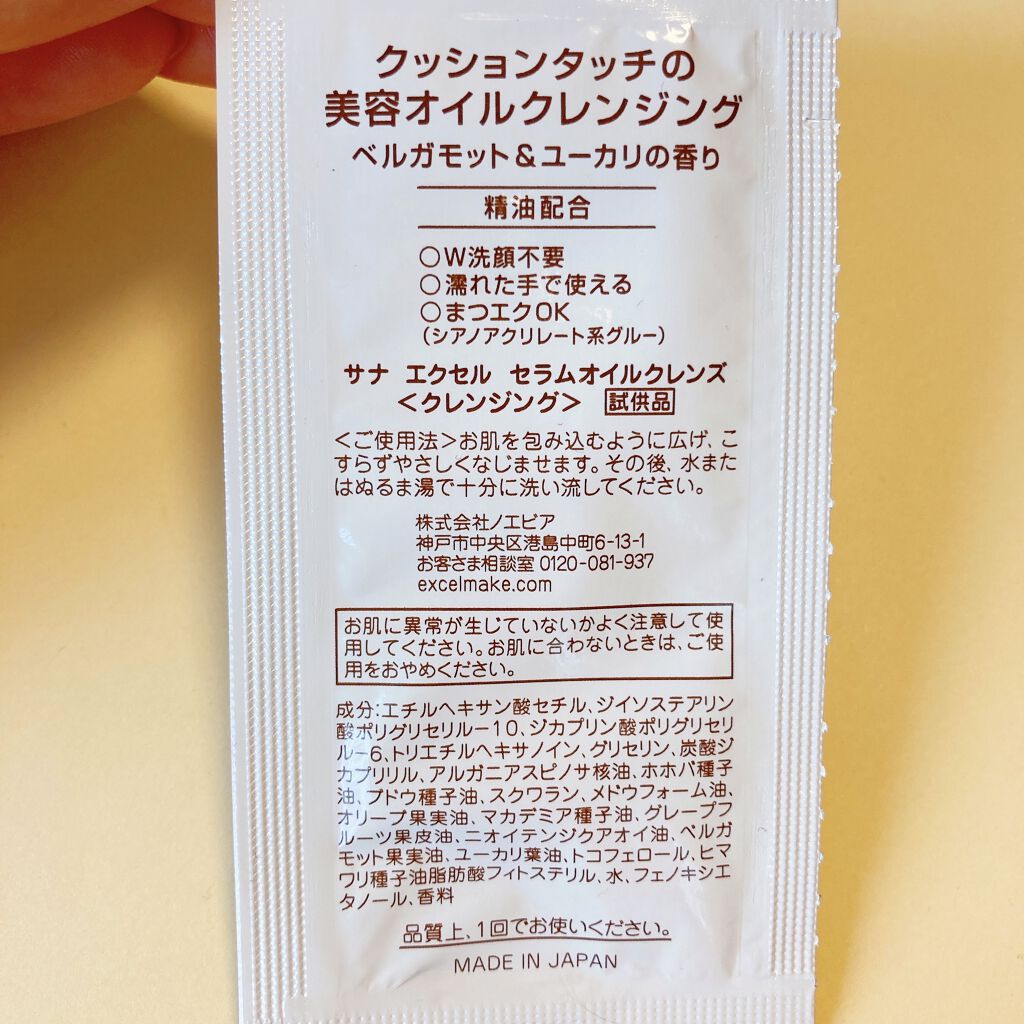 クッションタッチの
美容オイルクレンジング
ベルガモット&ユーカリの香り
精油配合
○W洗顔不要
○濡れた手で使える
○まつエクOK
(シアノアクリレート系グルー)
サナ エクセル セラムオイルクレンズ
<クレンジング> 試供品
<ご使用法>お肌を包み込むように広げ、こ
すらずやさしくなじませます。その後、水また
はぬるま湯で十分に洗い流してください。
株式会社ノエビア
神戸市中央区港島中町6-13-1
お客さま相談室 0120-081-937
excelmake.com
お肌に異常が生じていないかよく注意して使
用してください。お肌に合わないときは、ご使
用をおやめください。
成分:エチルヘキサン酸セチル、ジイソステアリン
酸ポリグリセリル-10、ジカプリン酸ポリグリセリ
ル-6、トリエチルヘキサノイン、グリセリン、炭酸ジ
カプリリル、アルガニアスピノサ核油、ホホバ種子
油、ブドウ種子油、スクワラン、メドウフォーム油、
オリーブ果実油、マカデミア種子油、グレープフ
ルーツ果皮油、ニオイテンジクアオイ油、ベルガ
モット果実油、ユーカリ葉油、トコフェロール、ヒマ
ワリ種子油脂肪酸フィトステリル、水、フェノキシエ
タノール、香料
品質上、1回でお使いください。
MADE IN JAPAN